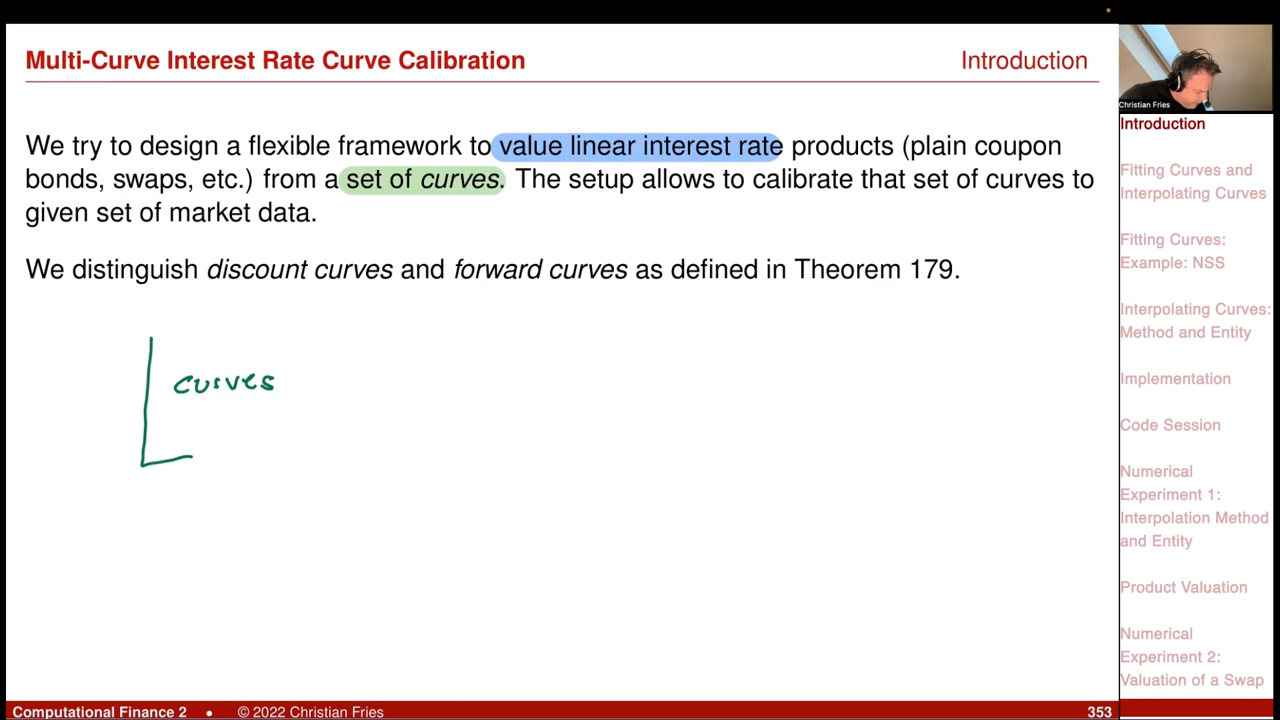 Multi-Curve Interest Rate Curve Calibration
Introduction
We try to design a flexible framework to value linear interest rate products (plain coupon
bonds, swaps, etc.) from a set of curves. The setup allows to calibrate that set of curves to
given set of market data.
We distinguish discount curves and forward curves as defined in Theorem 179.
curves
Christian Fries
Introduction
Fitting Curves and
Interpolating Curves
Fitting Curves:
Example: NSS
Interpolating Curves:
Method and Entity
Implementation
Code Session
Numerical
Experiment 1:
Interpolation Method
and Entity
Product Valuation
Numerical
Experiment 2:
Valuation of a Swap
Computational Finance 2 • © 2022 Christian Fries 353